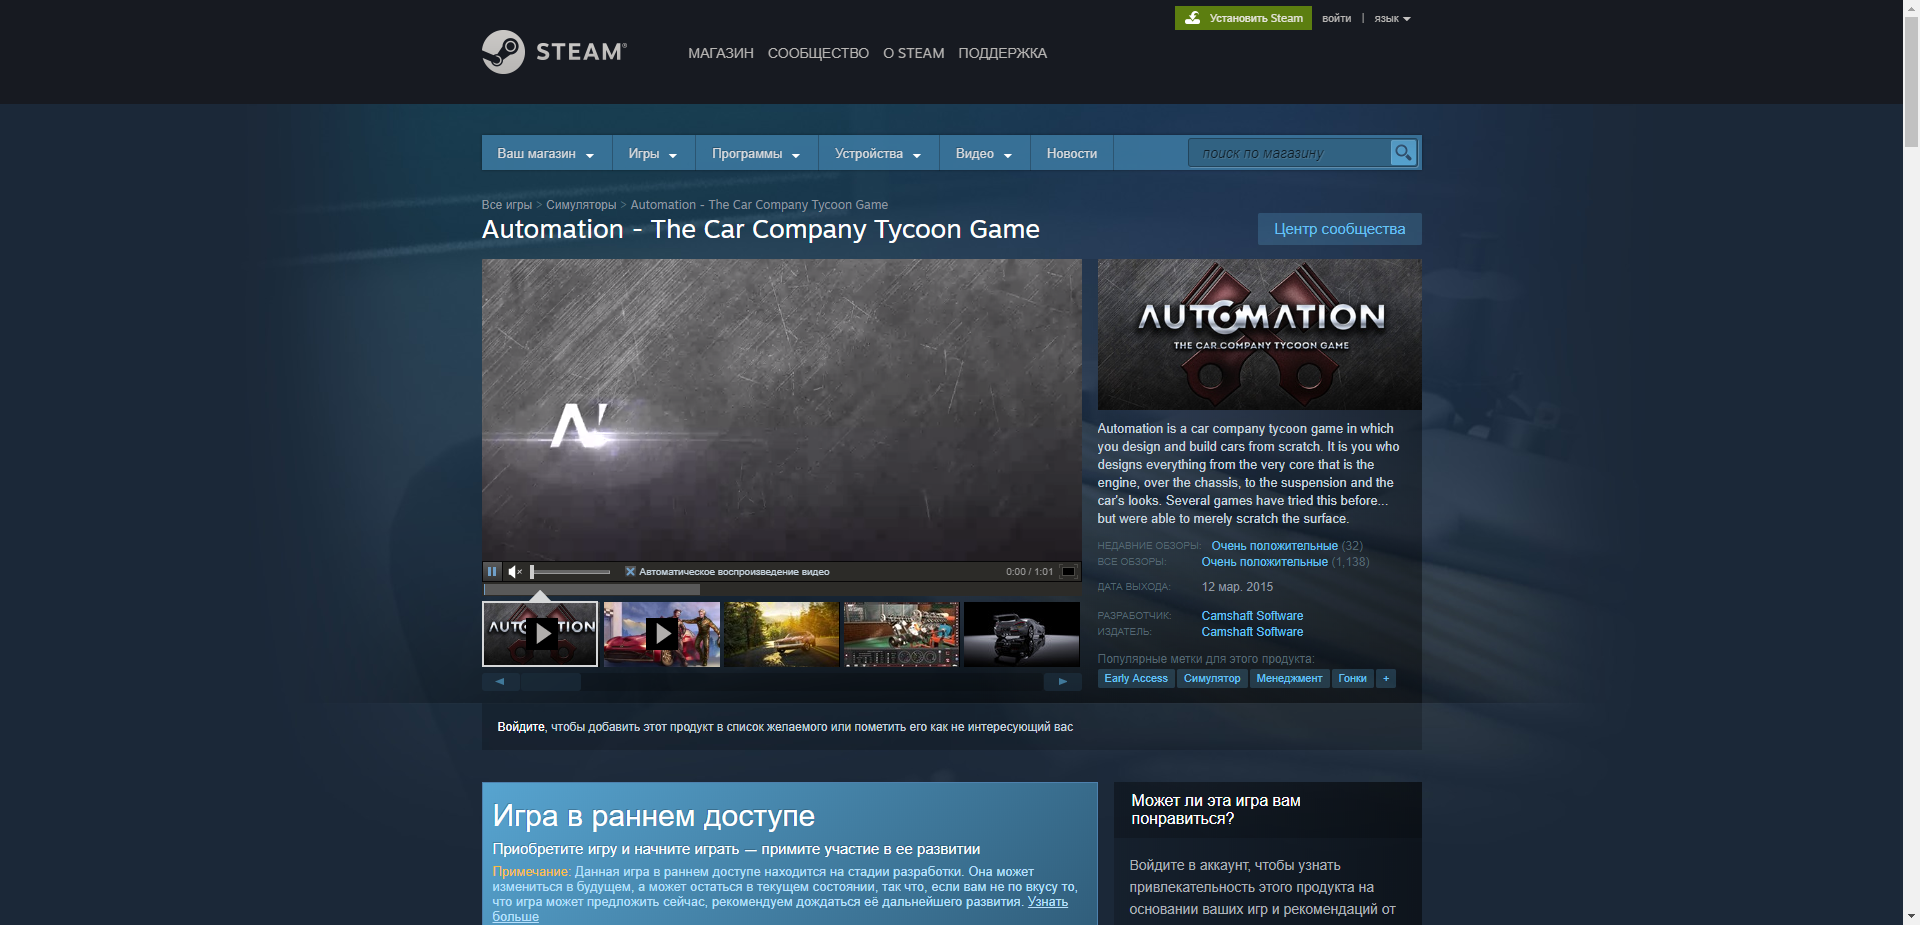 Установить Steam
войти | язык
STEAM®
МАГАЗИН СООБЩЕСТВО О STEAM ПОДДЕРЖКА
Ваш магазин Игры Программы Устройства Видео Новости поиск по магазину
Все игры > Симуляторы > Automation - The Car Company Tycoon Game
Automation - The Car Company Tycoon Game
Центр сообщества
AUTOMATION
THE CAR COMPANY TYCOON GAME
Automation is a car company tycoon game in which
you design and build cars from scratch. It is you who
designs everything from the very core that is the
engine, over the chassis, to the suspension and the
car's looks. Several games have tried this before...
but were able to merely scratch the surface.
НЕДАВНИЕ ОБЗОРЫ: Очень положительные (32)
ВСЕ ОБЗОРЫ: Очень положительные (1,138)
ДАТА ВЫХОДА: 12 мар. 2015
РАЗРАБОТЧИК: Camshaft Software
ИЗДАТЕЛЬ: Camshaft Software
Популярные метки для этого продукта:
Early Access Симулятор Менеджмент Гонки +
Автоматическое воспроизведение видео 0:00 / 1:01
Войдите, чтобы добавить этот продукт в список желаемого или пометить его как не интересующий вас
Игра в раннем доступе
Приобретите игру и начните играть — примите участие в ее развитии
Примечание: Данная игра в раннем доступе находится на стадии разработки. Она может
измениться в будущем, а может остаться в текущем состоянии, так что, если вам не по вкусу то,
что игра может предложить сейчас, рекомендуем дождаться её дальнейшего развития. Узнать
больше
Может ли эта игра вам
понравиться?
Войдите в аккаунт, чтобы узнать
привлекательность этого продукта на
основании ваших игр и рекомендаций от